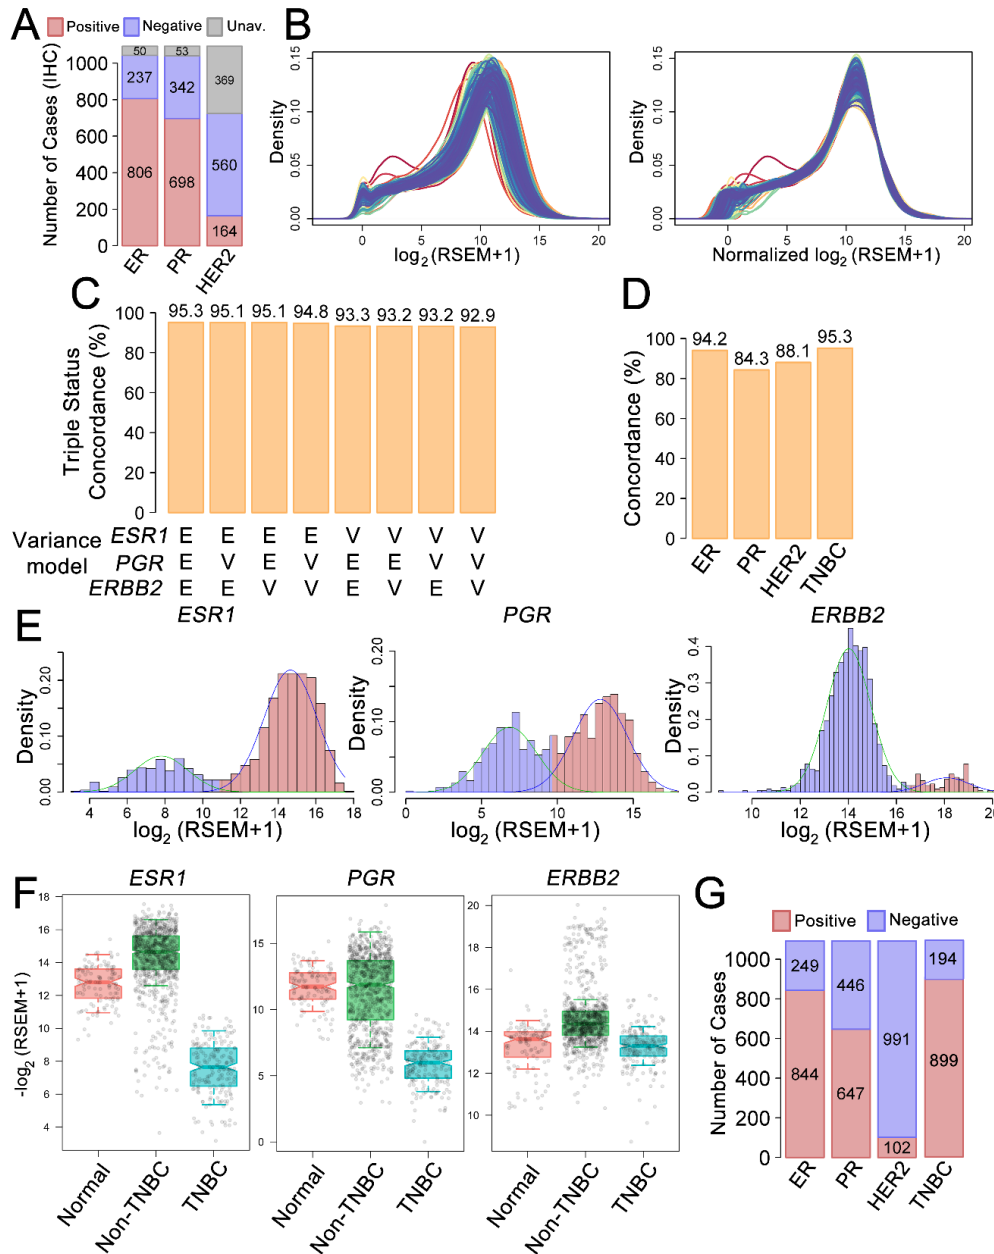 A
Positive Negative Unav.
Number of Cases (IHC)
1000
800
600
400
200
0
50 53
237 342 369
806 698 560
164
ER PR HER2
B
Density
0.15
0.10
0.05
0.00
0 5 10 15 20
log2 (RSEM+1)
Density
0.15
0.10
0.05
0.00
0 5 10 15 20
Normalized log2 (RSEM+1)
C
Triple Status
Concordance (%)
100
80
60
40
20
0
95.3 95.1 95.1 94.8 93.3 93.2 93.2 92.9
Variance
model
ESR1 E E E E V V V V
PGR E V E V E E V V
ERBB2 E E V V E V E V
D
Concordance (%)
100
80
60
40
20
0
94.2 84.3 88.1 95.3
ER PR HER2 TNBC
E
ESR1
Density
0.20
0.10
0.00
4 6 8 10 12 14 16 18
log2 (RSEM+1)
PGR
Density
0.20
0.10
0.00
0 5 10 15
log2 (RSEM+1)
ERBB2
Density
0.4
0.3
0.2
0.1
0.0
10 12 14 16 18 20
log2 (RSEM+1)
F
-log2 (RSEM+1)
ESR1
18
16
14
12
10
8
6
4
Normal Non-TNBC TNBC
PGR
15
10
5
0
Normal Non-TNBC TNBC
ERBB2
20
18
16
14
12
10
Normal Non-TNBC TNBC
G
Positive Negative
Number of Cases
1000
800
600
400
200
0
249 446 991 194
844 647 102 899
ER PR HER2 TNBC